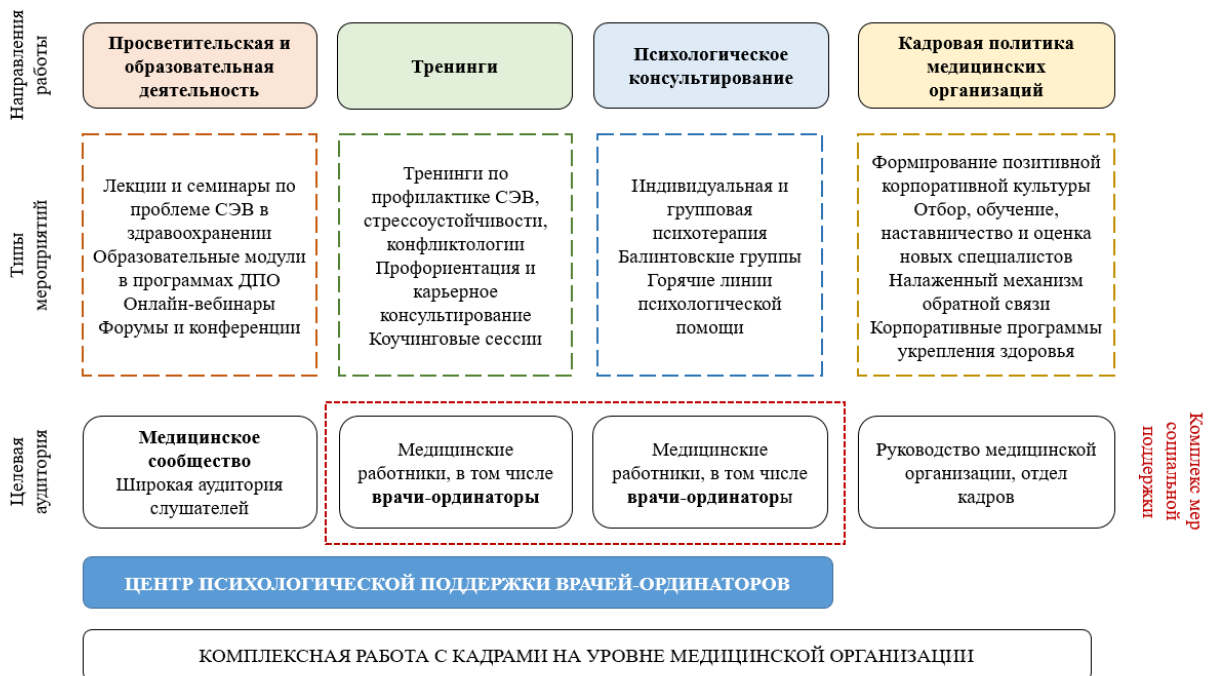 Направления
работы
Просветительская и
образовательная
деятельность
Тренинги
Психологическое
консультирование
Кадровая политика
медицинских
организаций
Типы
мероприятий
Лекции и семинары по
проблеме СЭВ в
здравоохранении
Образовательные модули
в программах ДПО
Онлайн-вебинары
Форумы и конференции
Тренинги по
профилактике СЭВ,
стрессоустойчивости,
конфликтологии
Профориентация и
карьерное
консультирование
Коучинговые сессии
Индивидуальная и
групповая
психотерапия
Балинтовские группы
Горячие линии
психологической
помощи
Формирование позитивной
корпоративной культуры
Отбор, обучение,
наставничество и оценка
новых специалистов
Налаженный механизм
обратной связи
Корпоративные программы
укрепления здоровья
Целевая
аудитория
Медицинское
сообщество
Широкая аудитория
слушателей
Медицинские
работники, в том числе
врачи-ординаторы
Медицинские
работники, в том числе
врачи-ординаторы
Руководство медицинской
организации, отдел
кадров
Комплекс мер
социальной
поддержки
ЦЕНТР ПСИХОЛОГИЧЕСКОЙ ПОДДЕРЖКИ ВРАЧЕЙ-ОРДИНАТОРОВ
КОМПЛЕКСНАЯ РАБОТА С КАДРАМИ НА УРОВНЕ МЕДИЦИНСКОЙ ОРГАНИЗАЦИИ